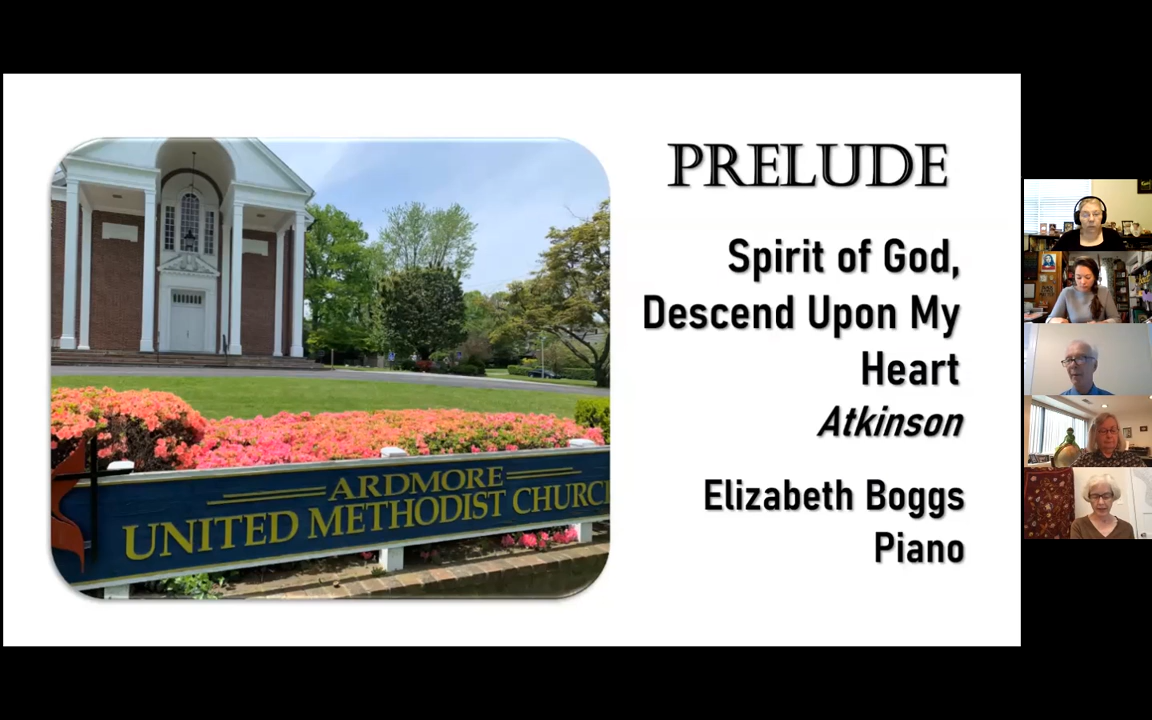 PRELUDE
Spirit of God,
Descend Upon My
Heart
Atkinson
Elizabeth Boggs
Piano
ARDMORE
UNITED METHODIST CHURC